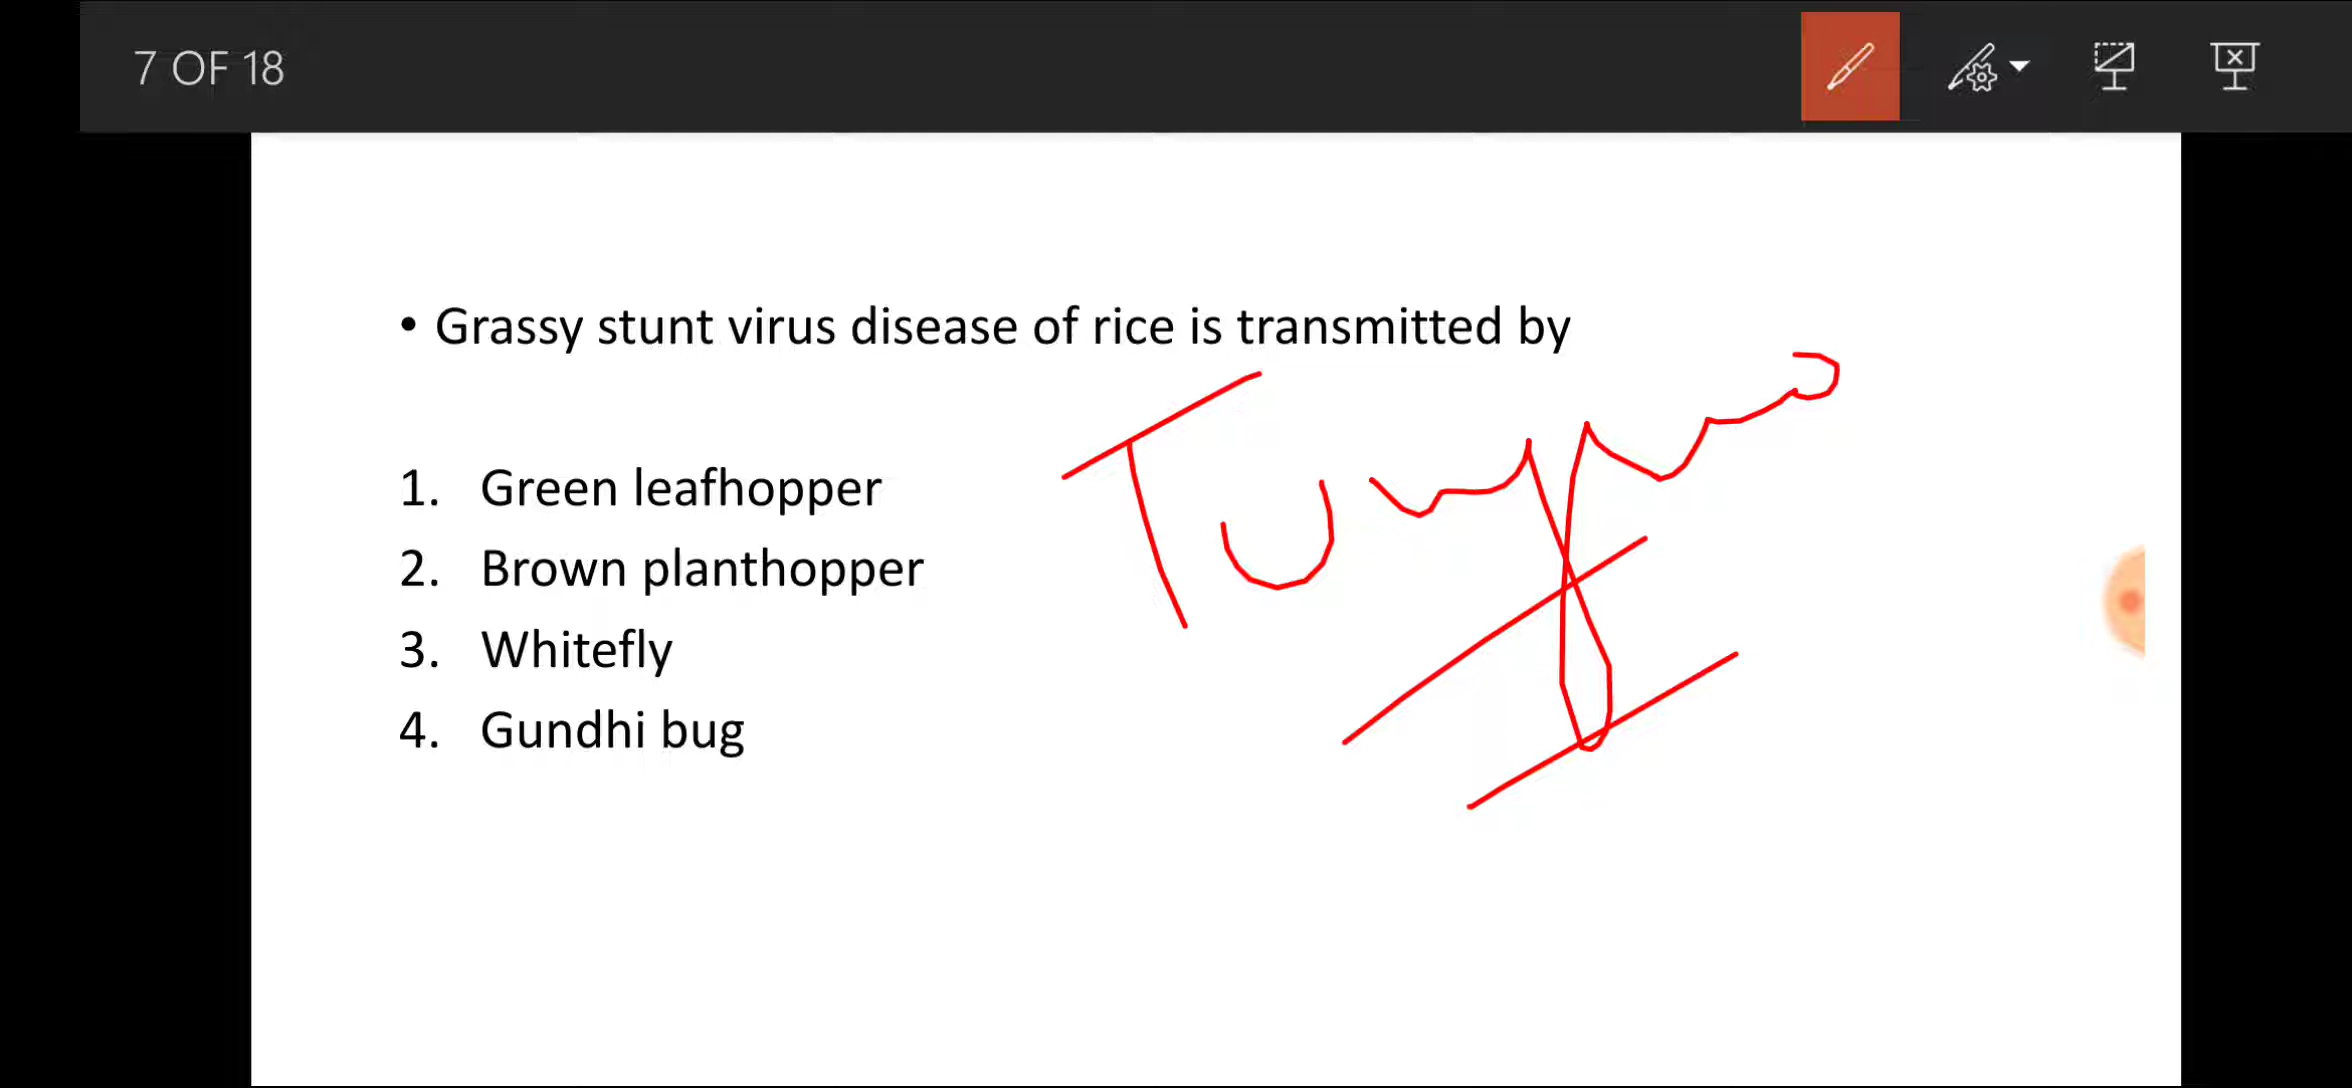 7 OF 18
• Grassy stunt virus disease of rice is transmitted by
1. Green leafhopper
2. Brown planthopper
3. Whitefly
4. Gundhi bug